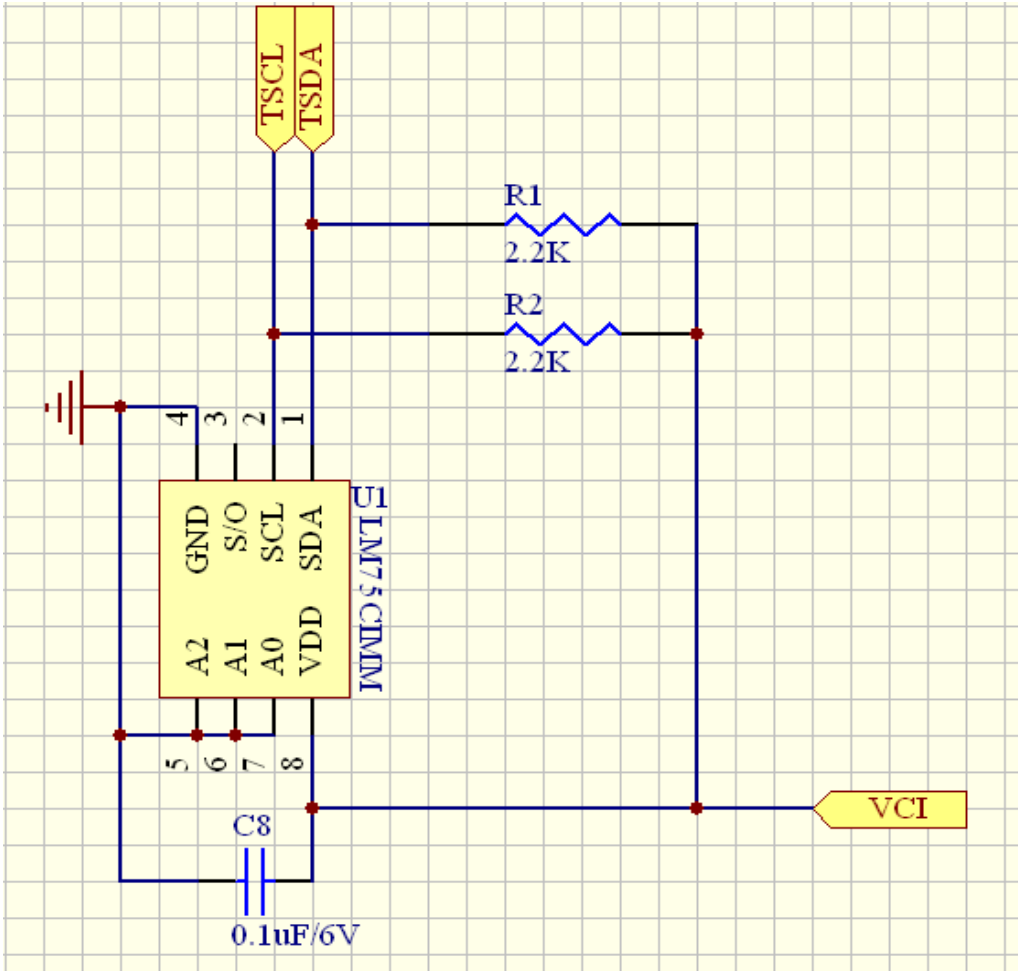 TSCL
TSDA
R1
2.2K
R2
2.2K
4
3
2
1
U1
LM75CIMM
GND
S/O
SCL
SDA
A2
A1
A0
VDD
5
6
7
8
VCI
C8
0.1uF/6V